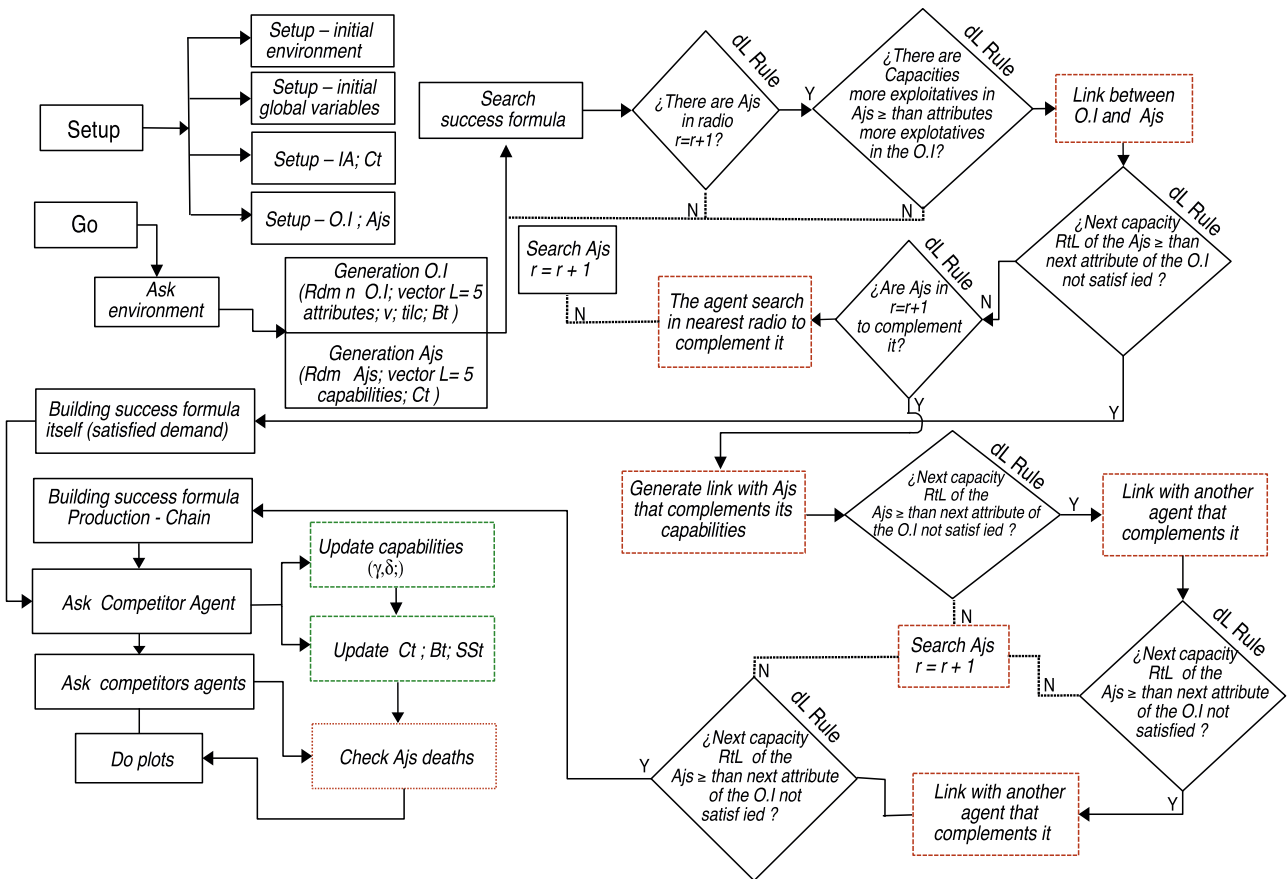 Setup
Setup – initial
environment
Setup – initial
global variables
Setup – IA; Ct
Setup – O.I ; Ajs
Go
Ask
environment
Generation O.I
(Rdm n O.I; vector L= 5
attributes; v; tilc; Bt )
Generation Ajs
(Rdm Ajs; vector L= 5
capabilities; Ct )
Search
success formula
dL Rule
¿There are Ajs
in radio
r=r+1?
Y
N
dL Rule
¿There are
Capacities
more exploitatives in
Ajs ≥ than attributes
more explotatives
in the O.I?
N
Link between
O.I and Ajs
dL Rule
¿Next capacity
RtL of the Ajs ≥ than
next attribute of the O.I
not satisf ied ?
N
Y
dL Rule
¿Are Ajs in
r=r+1
to complement
it?
Y
The agent search
in nearest radio to
complement it
N
Search Ajs
r = r + 1
Building success formula
itself (satisfied demand)
Building success formula
Production - Chain
Ask Competitor Agent
Ask competitors agents
Do plots
Update capabilities
(γ,δ;)
Update Ct ; Bt; SSt
Check Ajs deaths
Generate link with Ajs
that complements its
capabilities
dL Rule
¿Next capacity
RtL of the
Ajs ≥ than next attribute of
the O.I not satisf ied ?
Y
N
Link with another
agent that
complements it
dL Rule
¿Next capacity
RtL of the
Ajs ≥ than next attribute
of the O.I not
satisfied ?
N
Y
Search Ajs
r = r + 1
Link with another
agent that
complements it
dL Rule
¿Next capacity
RtL of the
Ajs ≥ than next attribute
of the O.I not
satisf ied ?
N
Y